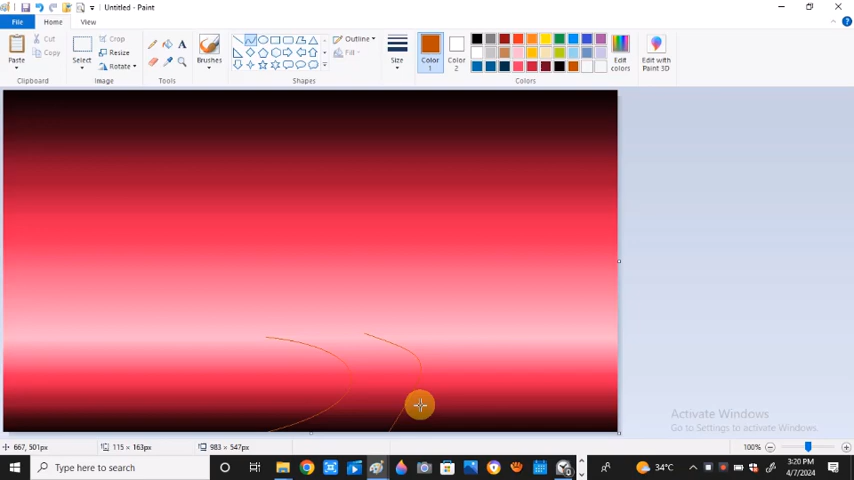 Untitled - Paint
File Home View
Paste
Cut
Copy
Clipboard
Select
Crop
Resize
Rotate
Image
A
Tools
Brushes
Outline
Fill
Shapes
Size
Color 1
Color 2
Edit colors
Colors
Edit with Paint 3D
Activate Windows
Go to Settings to activate Windows.
667, 501px
115 × 163px
983 × 547px
100%
Type here to search
34°C
3:20 PM
4/7/2024